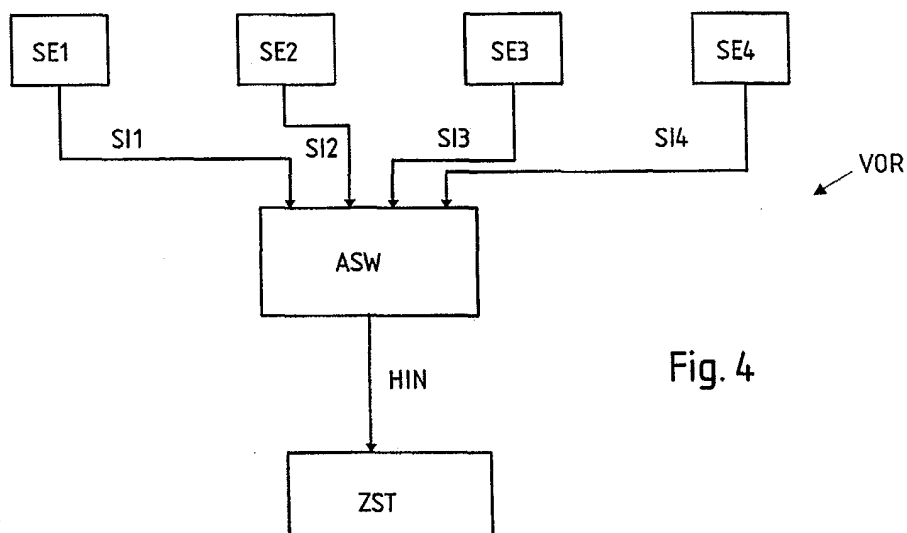 SE1 SE2 SE3 SE4
SI1 SI2 SI3 SI4
VOR
ASW
HIN
Fig. 4
ZST